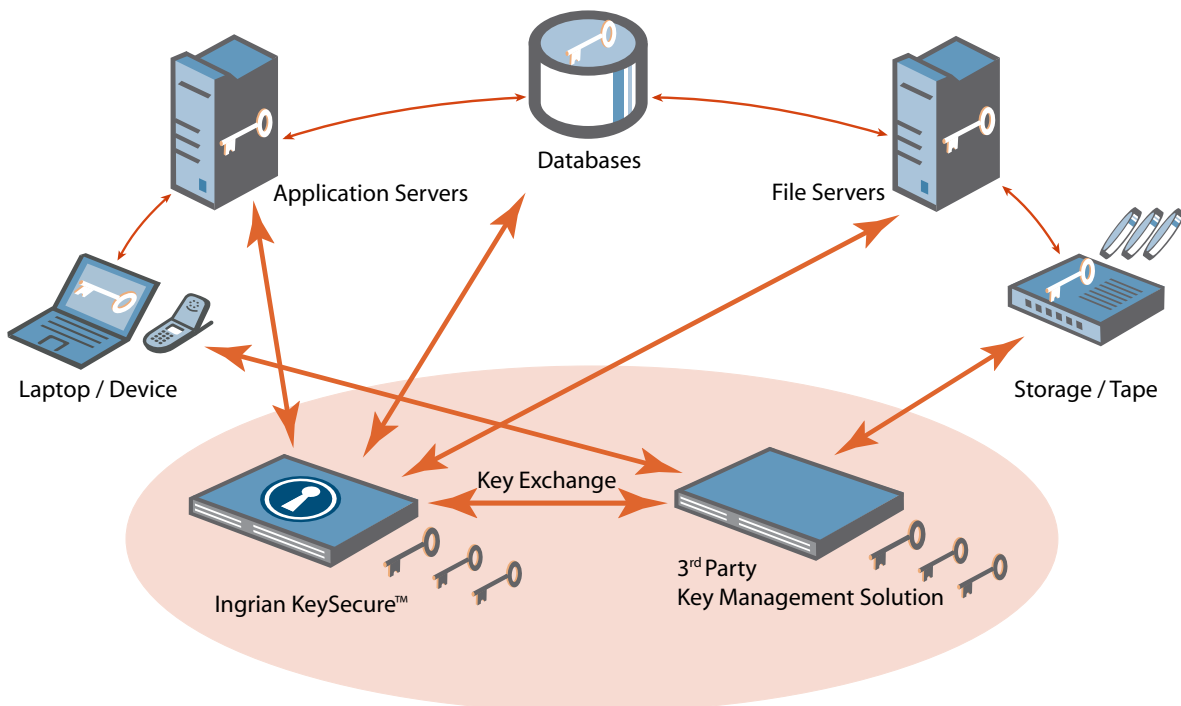 Databases
Application Servers
File Servers
Laptop / Device
Storage / Tape
Key Exchange
Ingrian KeySecure™
3rd Party
Key Management Solution